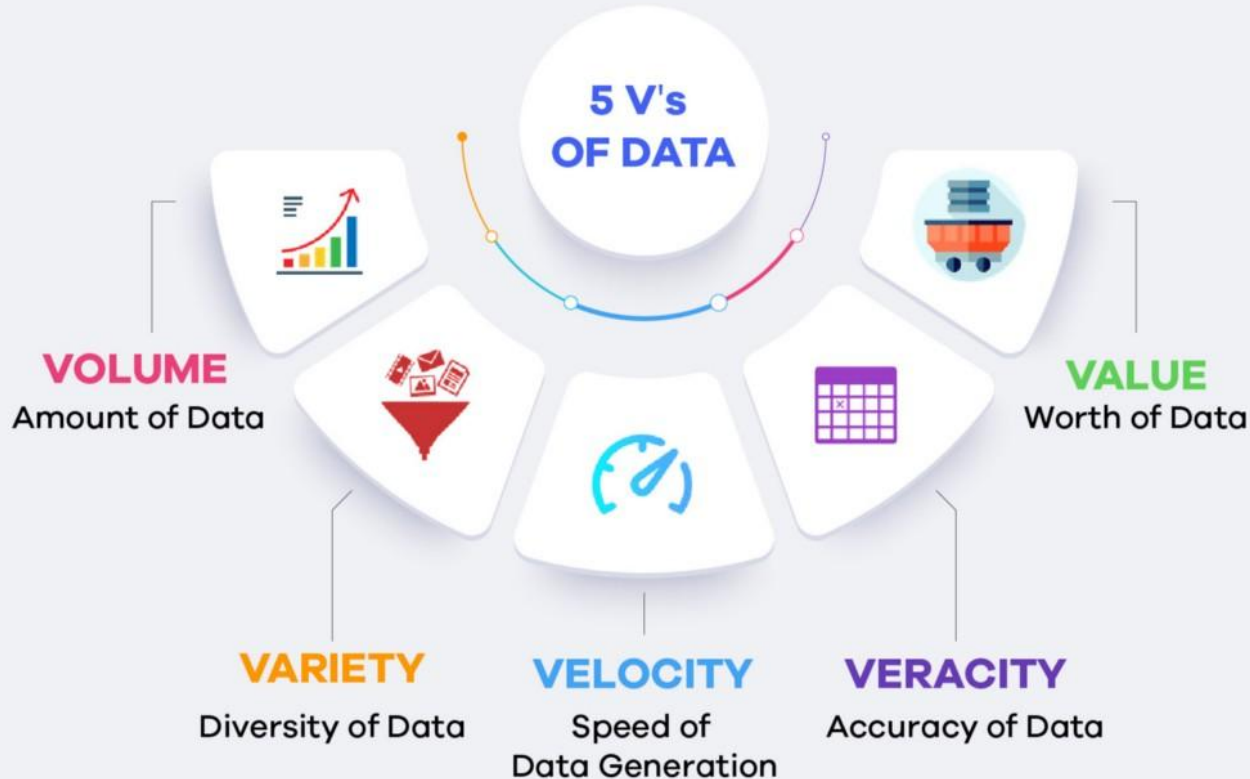 5 V's
OF DATA
VOLUME
Amount of Data
VARIETY
Diversity of Data
VELOCITY
Speed of
Data Generation
VERACITY
Accuracy of Data
VALUE
Worth of Data